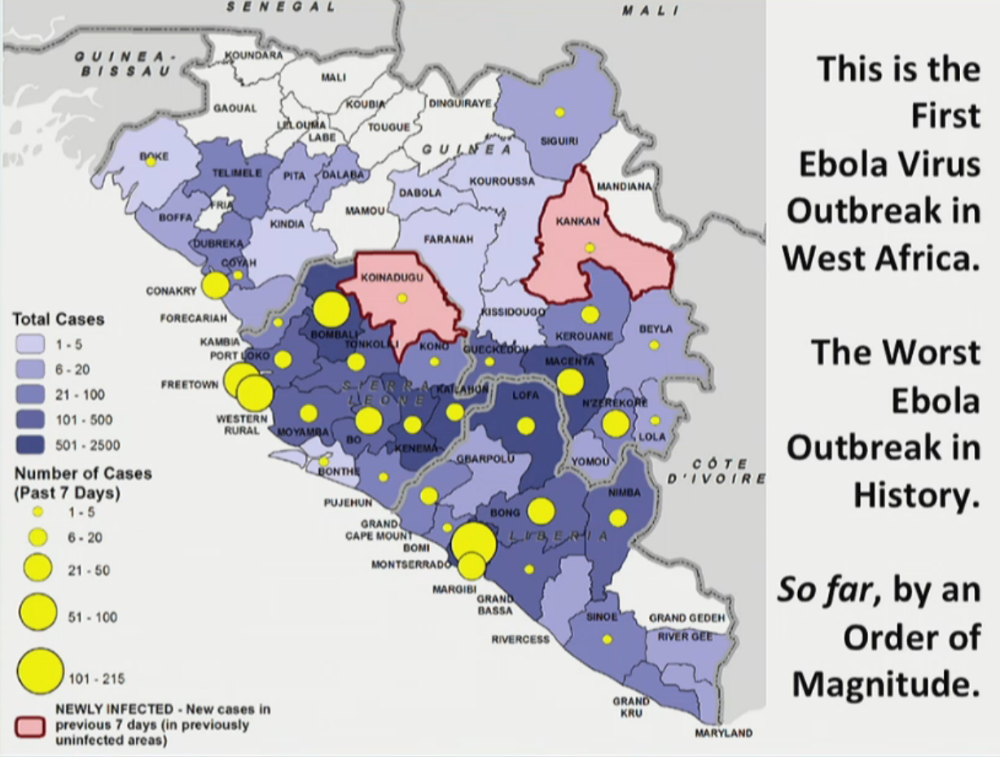 SENEGAL
MALI
GUINEA-
BISSAU
KOUNDARA
MALI
GAOUAL
KOUBIA
DINGUIRAYE
LELOUMA
LABE
TOUGUE
GUINEA
SIGUIRI
BOKE
TELIMELE
PITA
DALABA
KOUROUSSA
MANDIANA
DABOLA
FRIA
MAMOU
BOFFA
KINDIA
KANKAN
FARANAH
DUBREKA
COYAH
KOINADUGU
CONAKRY
KISSIDOUGO
FORECARIAH
BEYLA
KEROUANE
BOMBALI
TONKOLILI
KAMBIA
KONO
GUECKEDOU
PORT LOKO
MACENTA
FREETOWN
SIERRA
LEONE
KAILAHUN
LOFA
N'ZEREKORE
WESTERN
RURAL
MOYAMBA
BO
LOLA
KENEMA
GBARPOLU
YOMOU
BONTHE
CÔTE
D'IVOIRE
PUJEHUN
NIMBA
BONG
GRAND
CAPE MOUNT
LIBERIA
BOMI
MONTSERRADO
MARGIBI
GRAND
BASSA
RIVERCESS
SINOE
GRAND GEDEH
RIVER GEE
GRAND
KRU
MARYLAND
Total Cases
1 - 5
6 - 20
21 - 100
101 - 500
501 - 2500
Number of Cases
(Past 7 Days)
1 - 5
6 - 20
21 - 50
51 - 100
101 - 215
NEWLY INFECTED - New cases in
previous 7 days (in previously
uninfected areas)
This is the
First
Ebola Virus
Outbreak in
West Africa.
The Worst
Ebola
Outbreak in
History.
So far, by an
Order of
Magnitude.